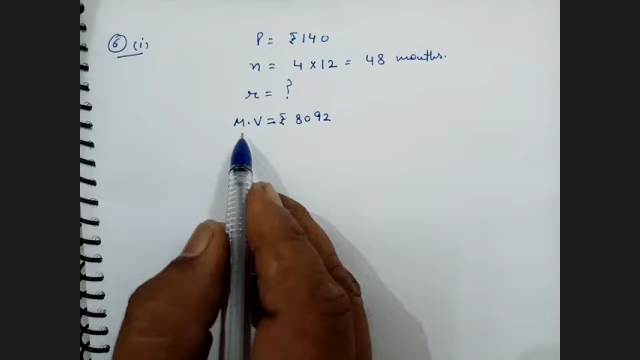 6 (i) P = ₹140
n = 4 × 12 = 48 months.
r = ?
M.V = ₹ 8092